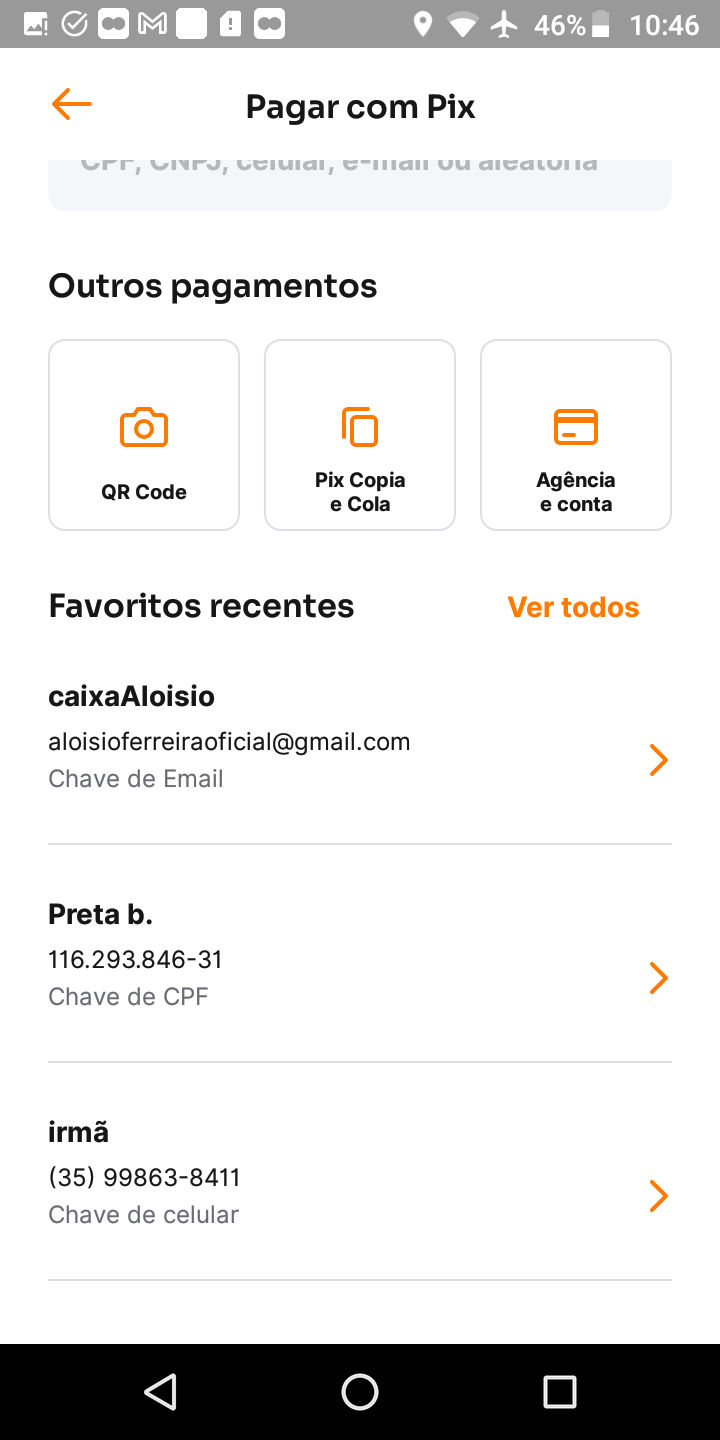 46%
10:46
Pagar com Pix
CPF, CNPJ, celular, e-mail ou aleatória
Outros pagamentos
QR Code
Pix Copia
e Cola
Agência
e conta
Favoritos recentes
Ver todos
caixaAloisio
aloisioferreiraoficial@gmail.com
Chave de Email
Preta b.
116.293.846-31
Chave de CPF
irmã
(35) 99863-8411
Chave de celular